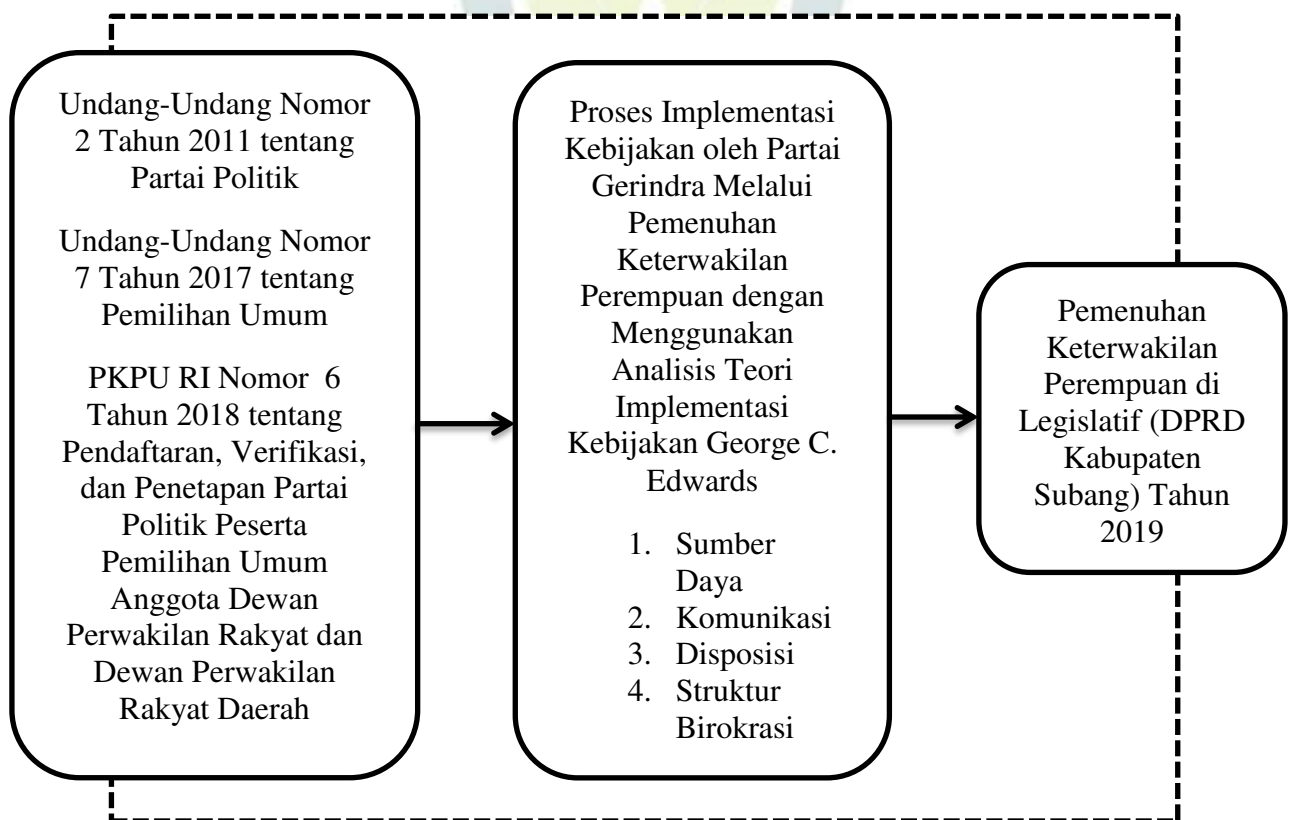 Undang-Undang Nomor
2 Tahun 2011 tentang
Partai Politik
Undang-Undang Nomor
7 Tahun 2017 tentang
Pemilihan Umum
PKPU RI Nomor 6
Tahun 2018 tentang
Pendaftaran, Verifikasi,
dan Penetapan Partai
Politik Peserta
Pemilihan Umum
Anggota Dewan
Perwakilan Rakyat dan
Dewan Perwakilan
Rakyat Daerah
Proses Implementasi
Kebijakan oleh Partai
Gerindra Melalui
Pemenuhan
Keterwakilan
Perempuan dengan
Menggunakan
Analisis Teori
Implementasi
Kebijakan George C.
Edwards
1. Sumber
Daya
2. Komunikasi
3. Disposisi
4. Struktur
Birokrasi
Pemenuhan
Keterwakilan
Perempuan di
Legislatif (DPRD
Kabupaten
Subang) Tahun
2019